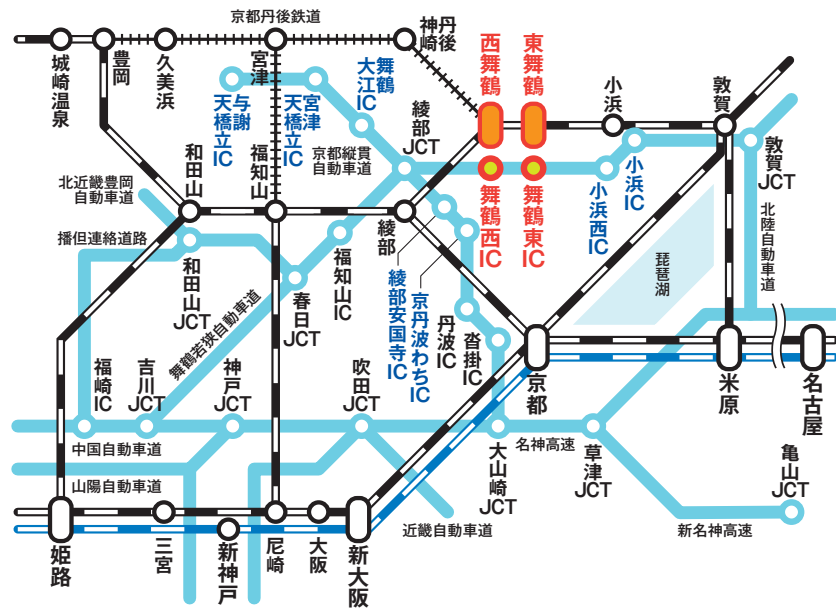 京都丹後鉄道
城崎温泉
豊岡
久美浜
宮津
丹後
神崎
西舞鶴
東舞鶴
小浜
敦賀
与謝
天橋立IC
宮津
天橋立IC
舞鶴
大江IC
綾部
JCT
京都縦貫
自動車道
舞鶴西IC
舞鶴東IC
小浜西IC
小浜IC
敦賀JCT
北近畿豊岡
自動車道
和田山
福知山
綾部
播但連絡道路
和田山JCT
春日JCT
福知山IC
綾部安国寺IC
京丹波わちIC
丹波IC
沓掛IC
琵琶湖
北陸自動車道
舞鶴若狭自動車道
福崎IC
吉川JCT
神戸JCT
吹田JCT
京都
米原
名古屋
中国自動車道
名神高速
大山崎JCT
草津JCT
亀山JCT
山陽自動車道
近畿自動車道
新名神高速
姫路
三宮
新神戸
尼崎
大阪
新大阪